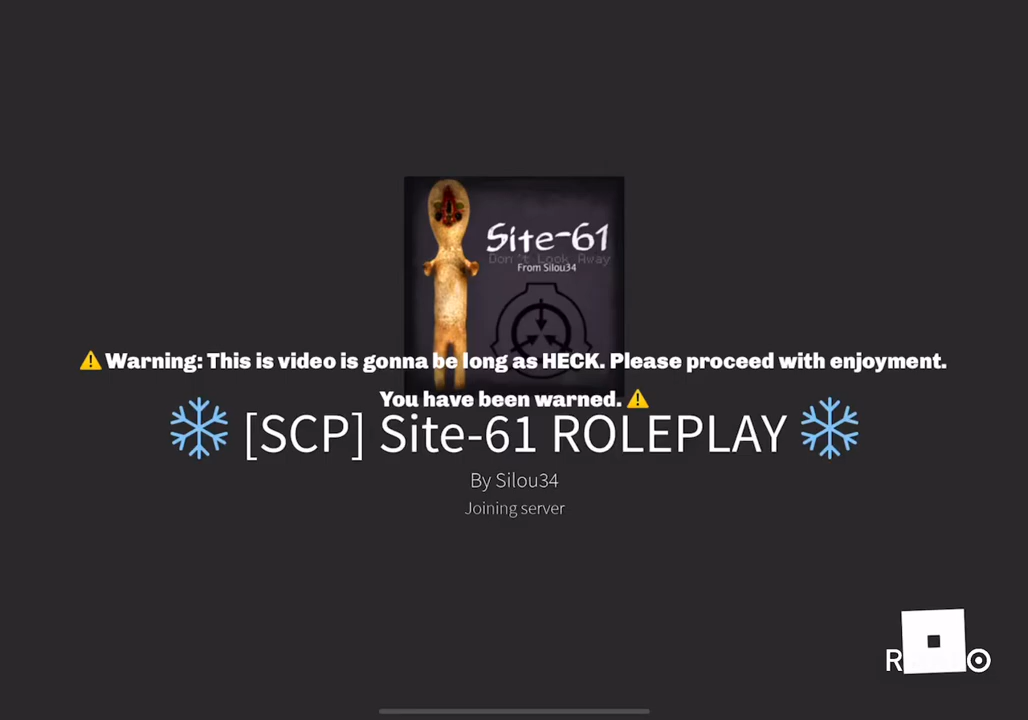 Site-61
Don't Look Away
From Silou34
⚠️ Warning: This is video is gonna be long as HECK. Please proceed with enjoyment.
You have been warned. ⚠️
❄️ [SCP] Site-61 ROLEPLAY ❄️
By Silou34
Joining server